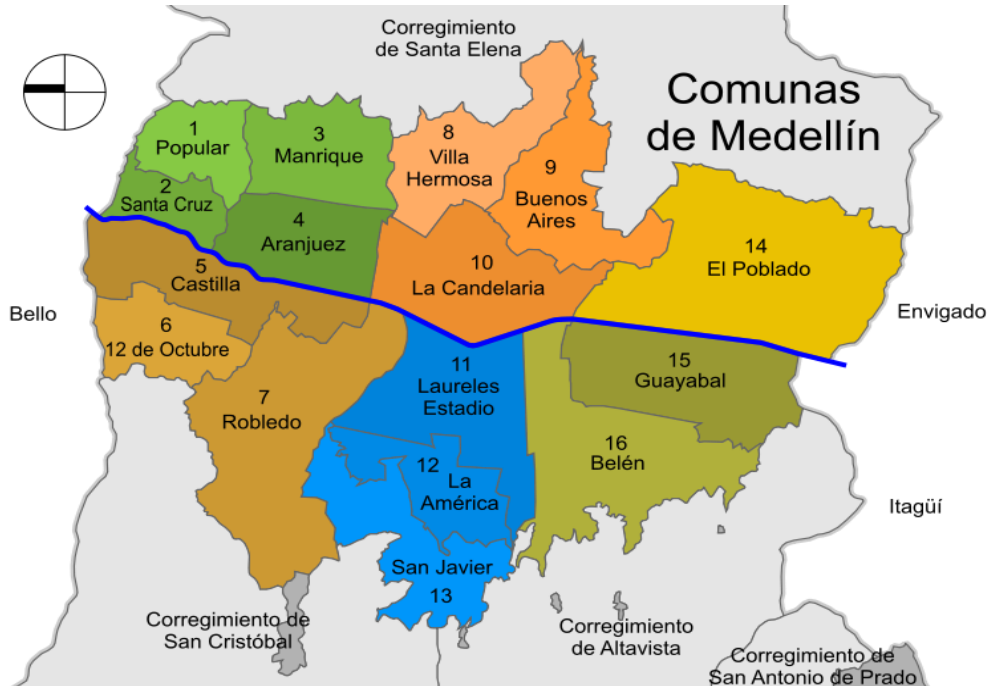 Corregimiento
de Santa Elena
Comunas
de Medellín
1
Popular
3
Manrique
8
Villa
Hermosa
9
Buenos
Aires
2
Santa Cruz
4
Aranjuez
14
El Poblado
5
Castilla
10
La Candelaria
Bello
Envigado
6
12 de Octubre
11
Laureles
Estadio
15
Guayabal
7
Robledo
16
Belén
12
La
América
Itagüí
San Javier
13
Corregimiento de
San Cristóbal
Corregimiento
de Altavista
Corregimiento de
San Antonio de Prado